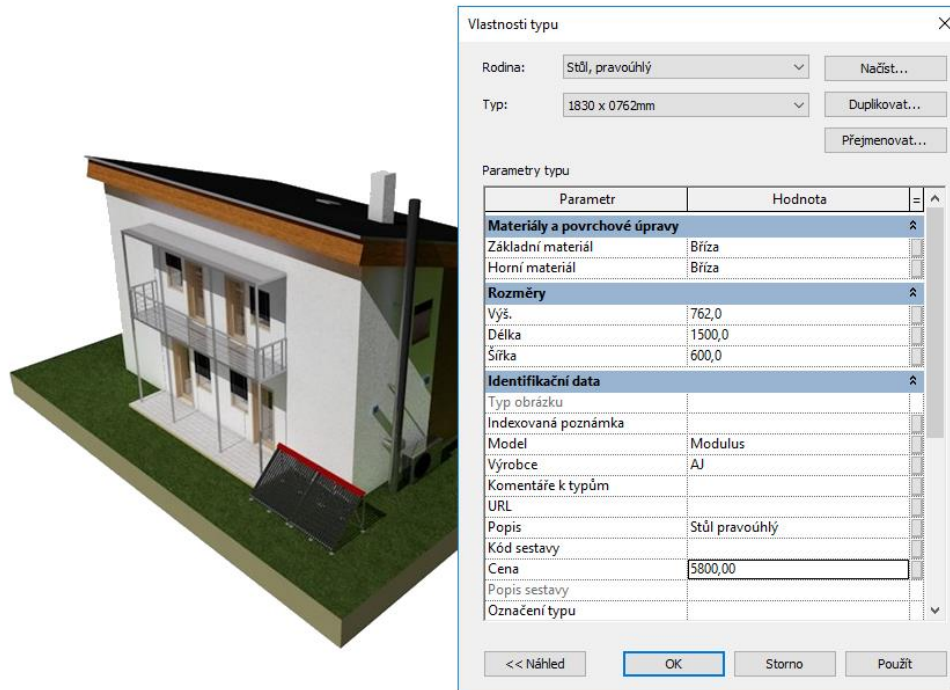 Vlastnosti typu
Rodina: Stůl, pravoúhlý Načíst...
Typ: 1830 x 0762mm Duplikovat...
Přejmenovat...
Parametry typu
Parametr Hodnota =
Materiály a povrchové úpravy
Základní materiál Bříza
Horní materiál Bříza
Rozměry
Výš. 762,0
Délka 1500,0
Šířka 600,0
Identifikační data
Typ obrázku
Indexovaná poznámka
Model Modulus
Výrobce AJ
Komentáře k typům
URL
Popis Stůl pravoúhlý
Kód sestavy
Cena 5800,00
Popis sestavy
Označení typu
<< Náhled OK Storno Použít